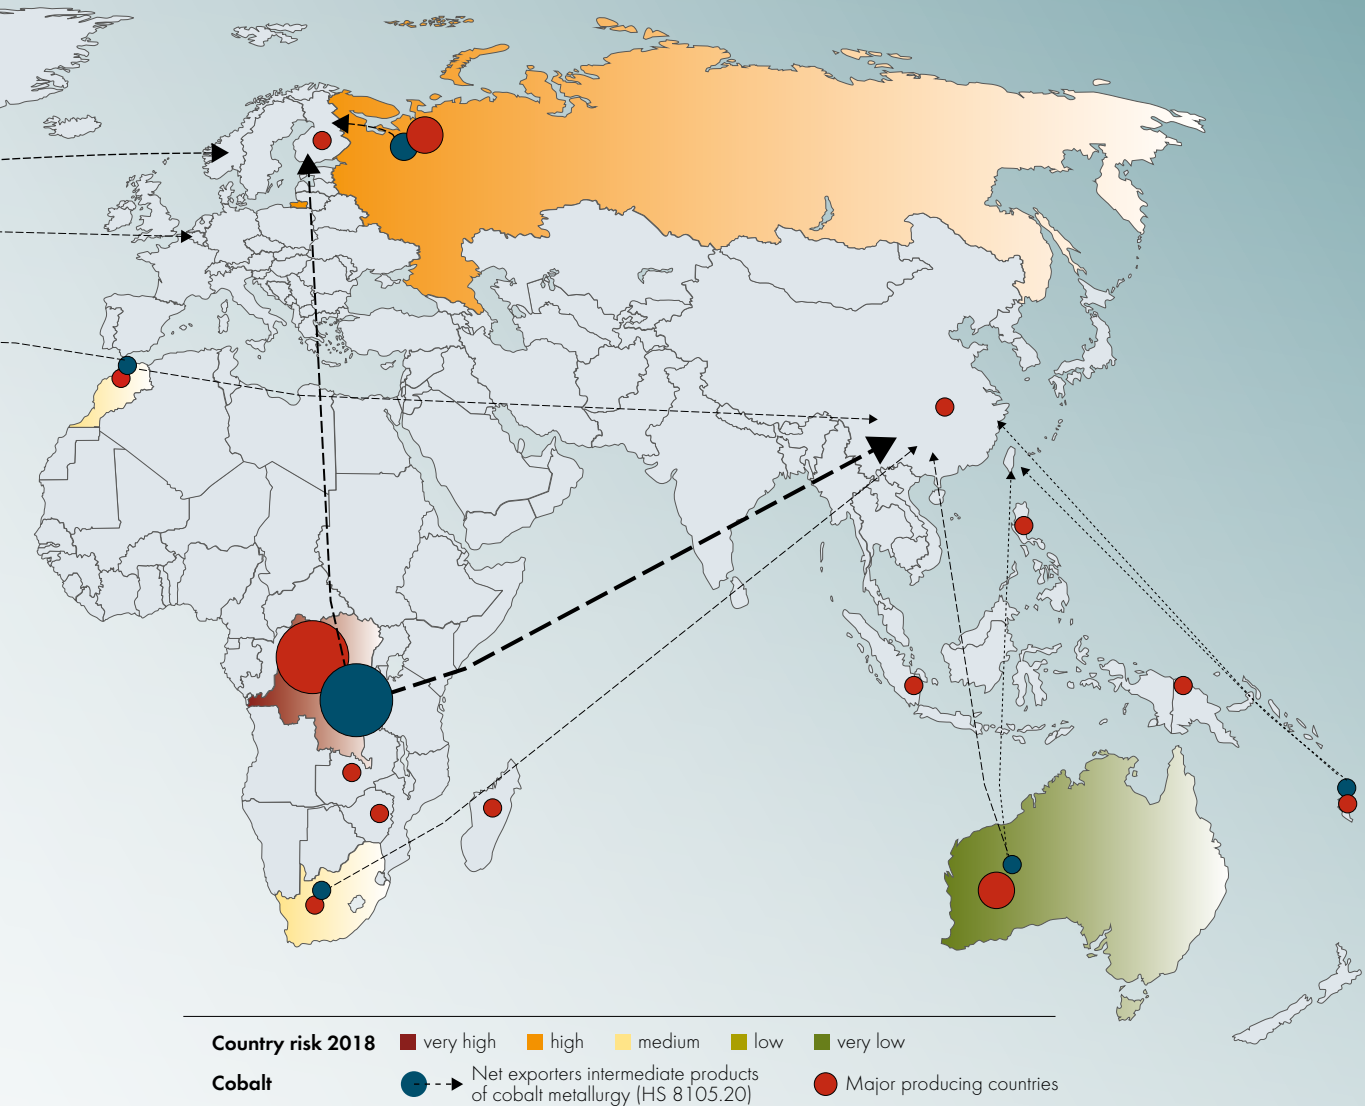 Country risk 2018 very high high medium low very low
Cobalt Net exporters intermediate products of cobalt metallurgy (HS 8105.20) Major producing countries